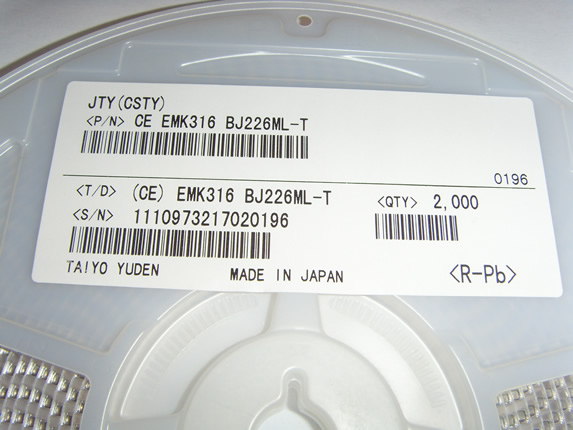 JTY(CSTY)
<P/N> CE EMK316 BJ226ML-T
0196
<T/D> (CE) EMK316 BJ226ML-T
<QTY> 2,000
<S/N> 1110973217020196
TAIYO YUDEN MADE IN JAPAN <R-Pb>